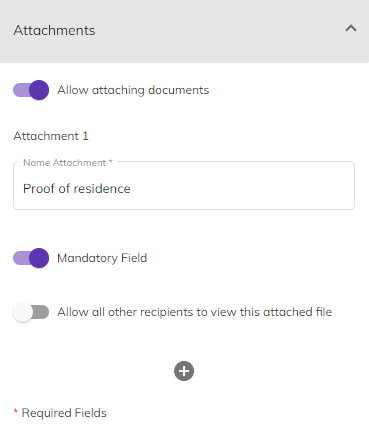 Attachments
Allow attaching documents
Attachment 1
Name Attachment *
Proof of residence
Mandatory Field
Allow all other recipients to view this attached file
* Required Fields